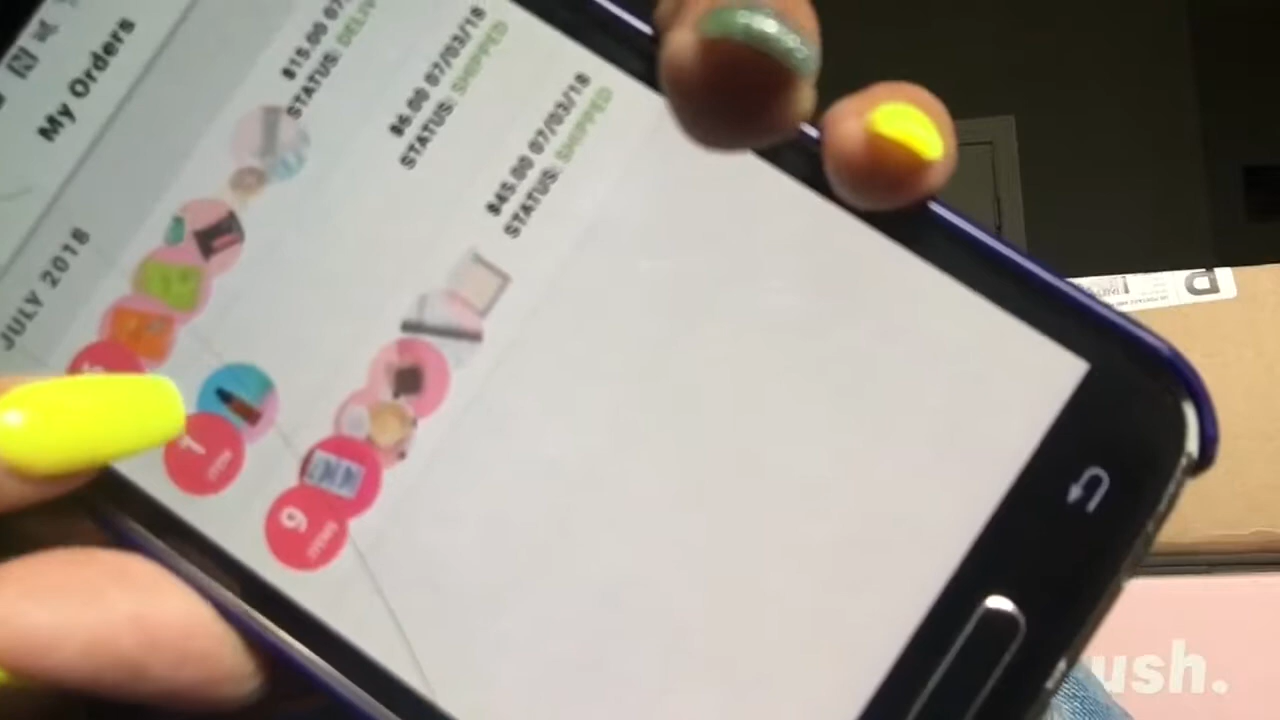 My Orders
JULY 2018
$15.00 07
STATUS: DELIV
$6.00 07/03/18
STATUS: SHIPPED
1
ITEM
$45.00 07/03/18
STATUS: SHIPPED
9
ITEMS
P
ush.